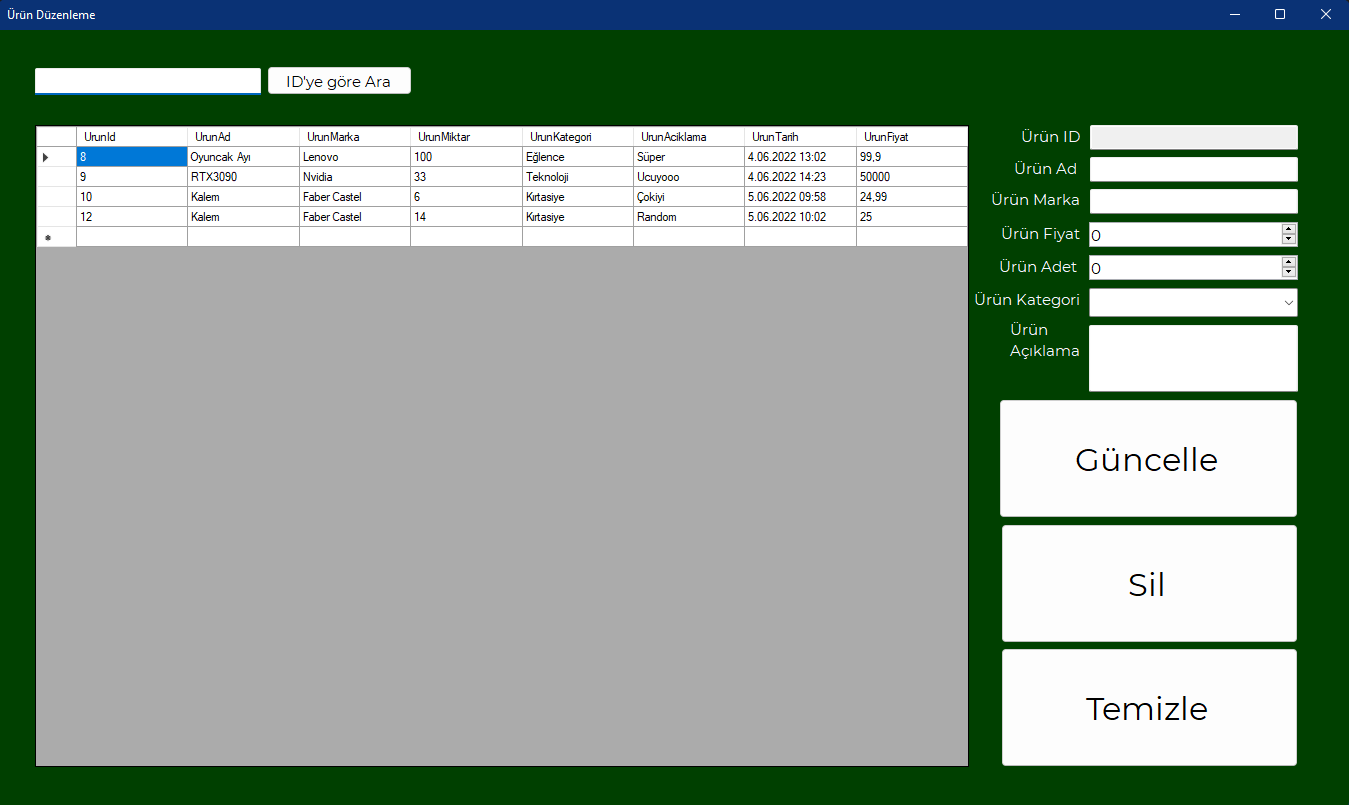 Ürün Düzenleme
ID'ye göre Ara
UrunId UrunAd UrunMarka UrunMiktar UrunKategori UrunAciklama UrunTarih UrunFiyat
8 Oyuncak Ayı Lenovo 100 Eğlence Süper 4.06.2022 13:02 99,9
9 RTX3090 Nvidia 33 Teknoloji Ucuyooo 4.06.2022 14:23 50000
10 Kalem Faber Castel 6 Kırtasiye Çokiyi 5.06.2022 09:58 24,99
12 Kalem Faber Castel 14 Kırtasiye Random 5.06.2022 10:02 25
Ürün ID
Ürün Ad
Ürün Marka
Ürün Fiyat 0
Ürün Adet 0
Ürün Kategori
Ürün
Açıklama
Güncelle
Sil
Temizle